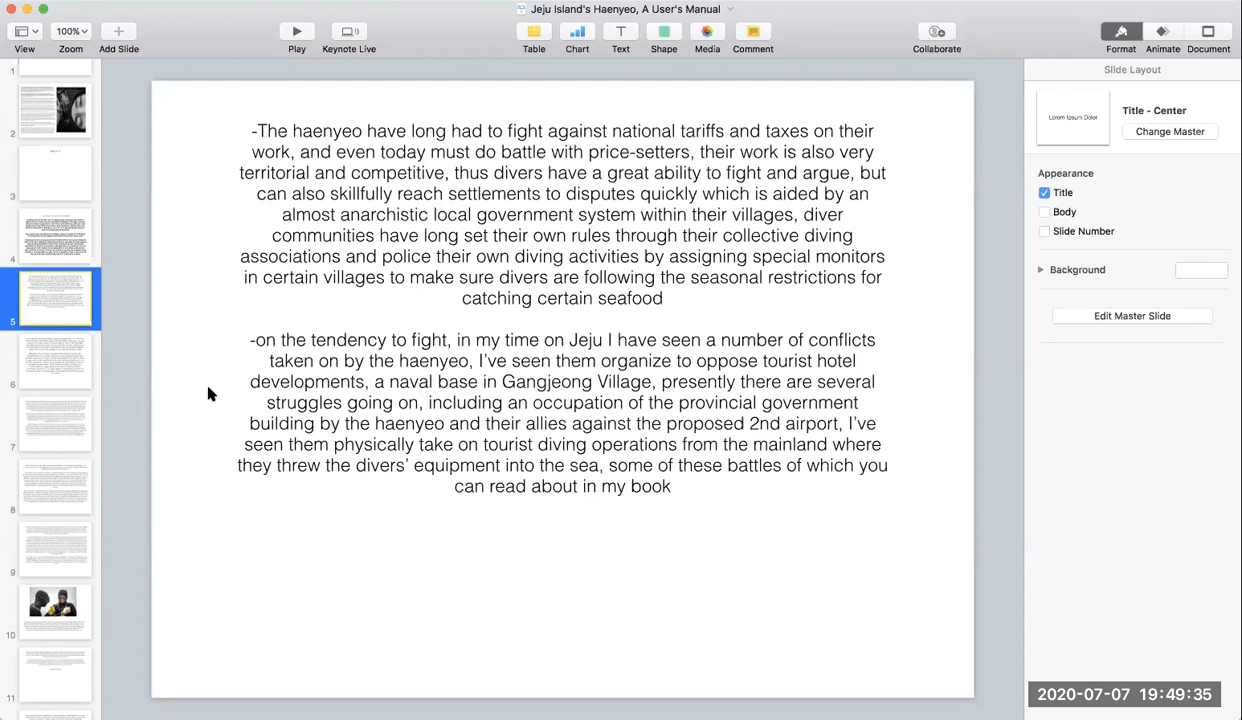 Jeju Island's Haenyeo, A User's Manual
100%
View
Zoom
Add Slide
Play
Keynote Live
Table
Chart
Text
Shape
Media
Comment
Collaborate
Format
Animate
Document
1
2
3
4
5
6
7
8
9
10
11
-The haenyeo have long had to fight against national tariffs and taxes on their
work, and even today must do battle with price-setters, their work is also very
territorial and competitive, thus divers have a great ability to fight and argue, but
can also skillfully reach settlements to disputes quickly which is aided by an
almost anarchistic local government system within their villages, diver
communities have long set their own rules through their collective diving
associations and police their own diving activities by assigning special monitors
in certain villages to make sure divers are following the seasonal restrictions for
catching certain seafood
-on the tendency to fight, in my time on Jeju I have seen a number of conflicts
taken on by the haenyeo, I've seen them organize to oppose tourist hotel
developments, a naval base in Gangjeong Village, presently there are several
struggles going on, including an occupation of the provincial government
building by the haenyeo and their allies against the proposed 2nd airport, I've
seen them physically take on tourist diving operations from the mainland where
they threw the divers' equipment into the sea, some of these battles of which you
can read about in my book
Slide Layout
Lorem Ipsum Dolor
Title - Center
Change Master
Appearance
Title
Body
Slide Number
Background
Edit Master Slide
2020-07-07 19:49:35